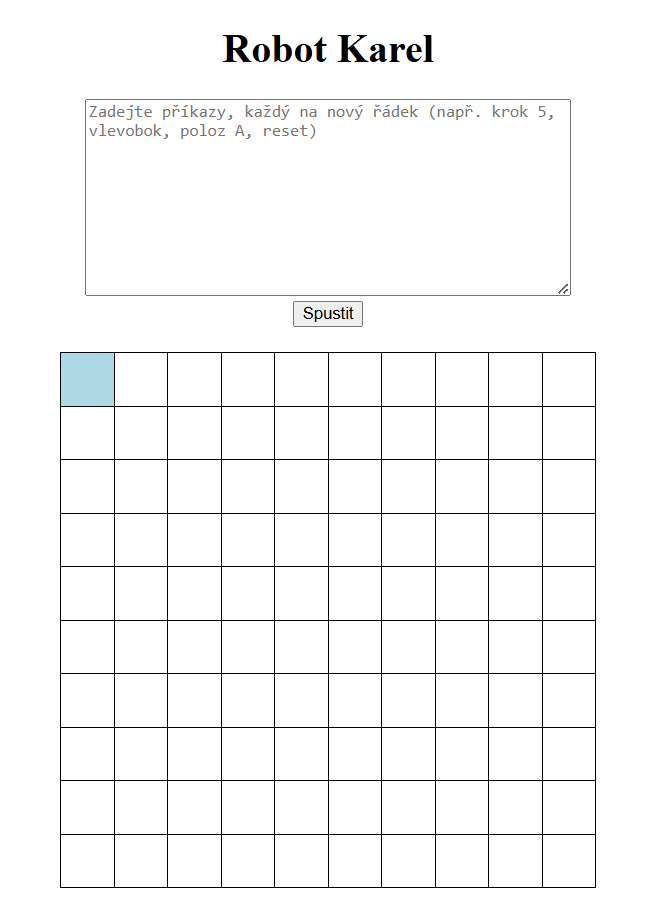 Robot Karel
Zadejte příkazy, každý na nový řádek (např. krok 5,
vlevobok, poloz A, reset)
Spustit